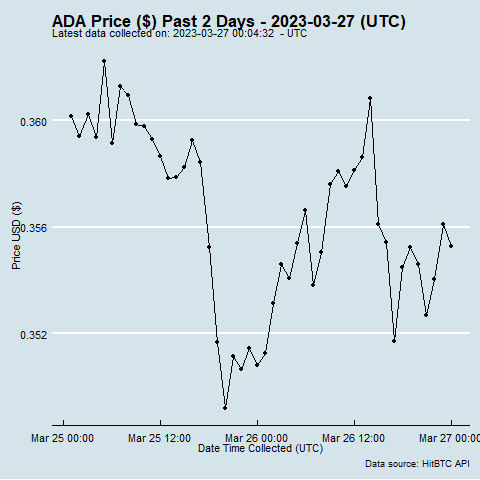 ADA Price ($) Past 2 Days - 2023-03-27 (UTC)
Latest data collected on: 2023-03-27 00:04:32  - UTC
0.360
0.356
0.352
Price USD ($)
Mar 25 00:00
Mar 25 12:00
Mar 26 00:00
Mar 26 12:00
Mar 27 00:00
Date Time Collected (UTC)
Data source: HitBTC API